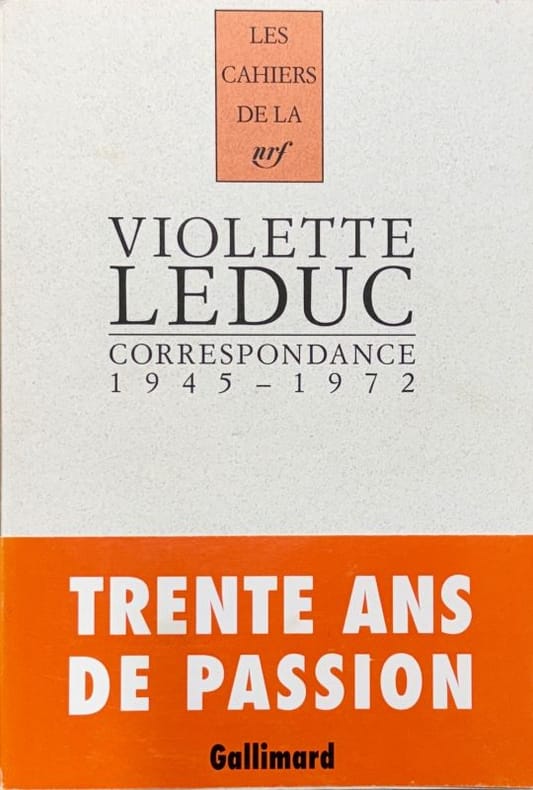 LES
CAHIERS
DE LA
nrf
VIOLETTE
LEDUC
CORRESPONDANCE
1945 – 1972
TRENTE ANS
DE PASSION
Gallimard